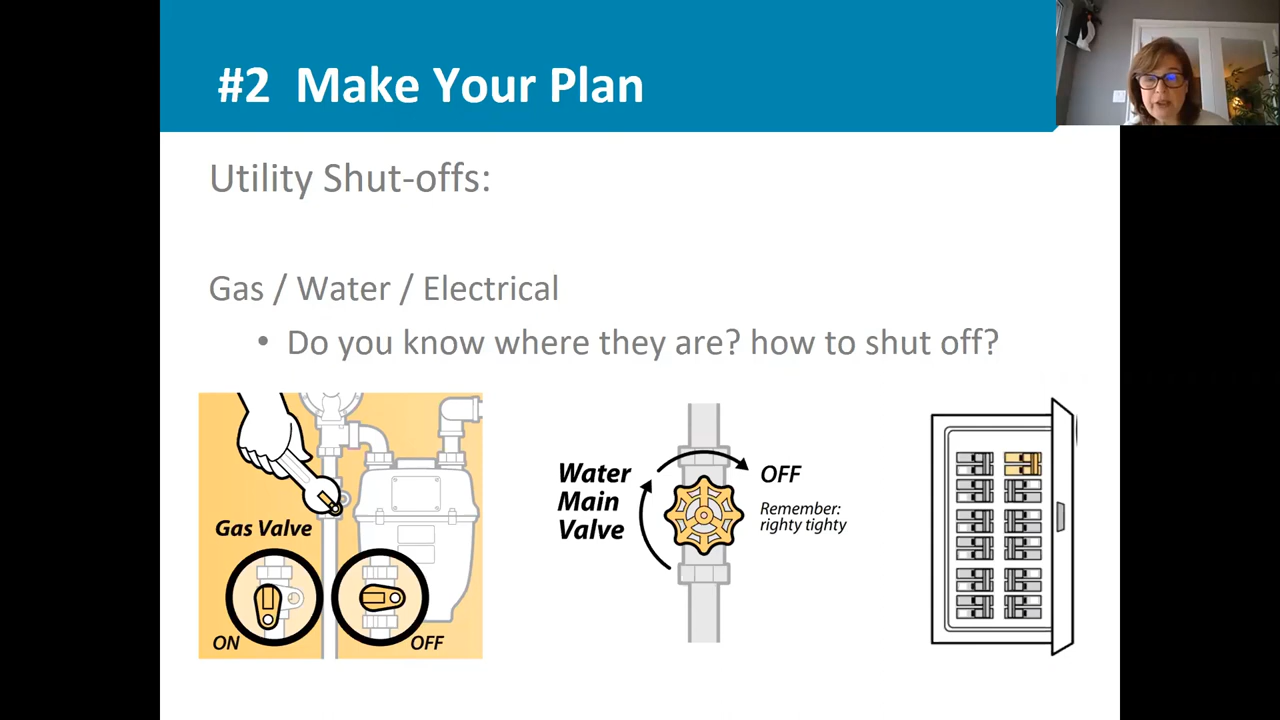 #2 Make Your Plan
Utility Shut-offs:
Gas / Water / Electrical
• Do you know where they are? how to shut off?
Gas Valve
ON
OFF
Water
Main
Valve
OFF
Remember:
righty tighty